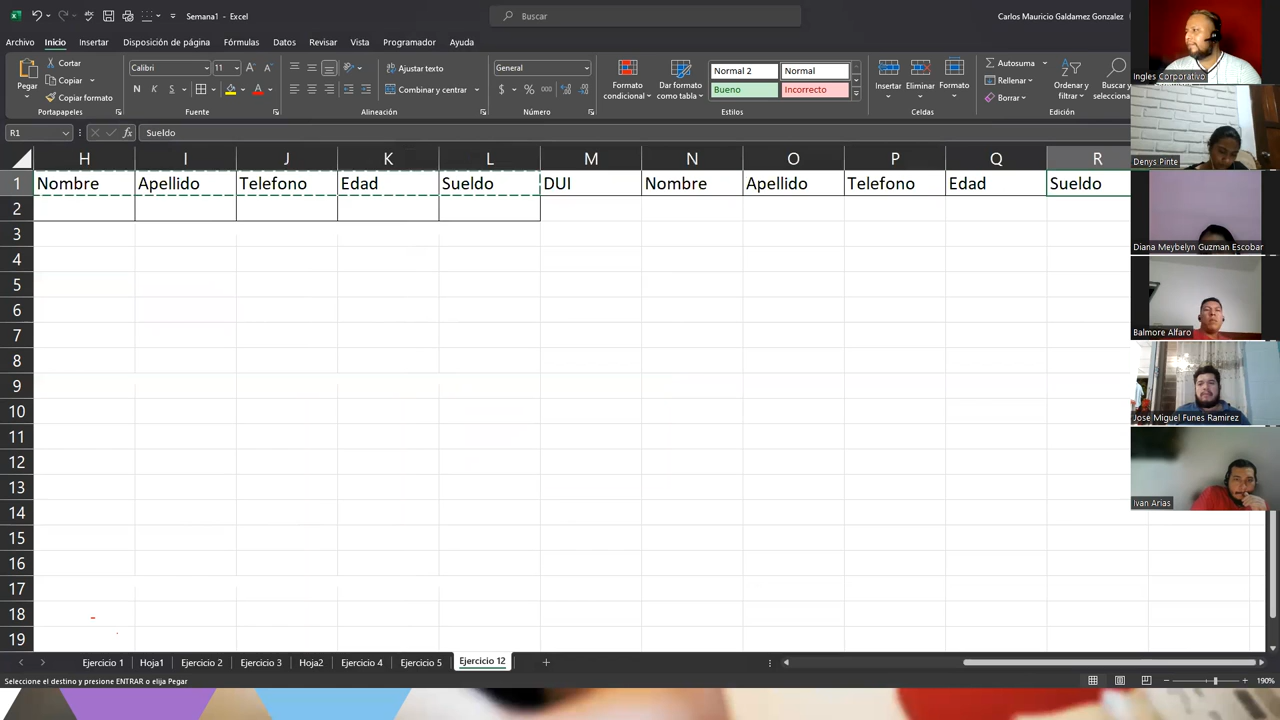 Semana1 - Excel
Buscar
Carlos Mauricio Galdamez Gonzalez
Archivo Inicio Insertar Disposición de página Fórmulas Datos Revisar Vista Programador Ayuda
Pegar
Cortar
Copiar
Copiar formato
Portapapeles
Calibri 11
N K S
Fuente
Ajustar texto
Combinar y centrar
Alineación
General
Número
Formato condicional
Dar formato como tabla
Normal 2 Normal
Bueno Incorrecto
Estilos
Insertar Eliminar Formato
Celdas
Autosuma
Rellenar
Borrar
Ordenar y filtrar
Buscar y selecciona
Edición
R1 fx Sueldo
H I J K L M N O P Q R
1 Nombre Apellido Telefono Edad Sueldo DUI Nombre Apellido Telefono Edad Sueldo
2
3
4
5
6
7
8
9
10
11
12
13
14
15
16
17
18
19
Ingles Corporativo
Denys Pinte
Diana Meybelyn Guzman Escobar
Balmore Alfaro
Jose Miguel Funes Ramirez
Ivan Arias
Ejercicio 1 Hoja1 Ejercicio 2 Ejercicio 3 Hoja2 Ejercicio 4 Ejercicio 5 Ejercicio 12
Seleccione el destino y presione ENTRAR o elija Pegar
190%